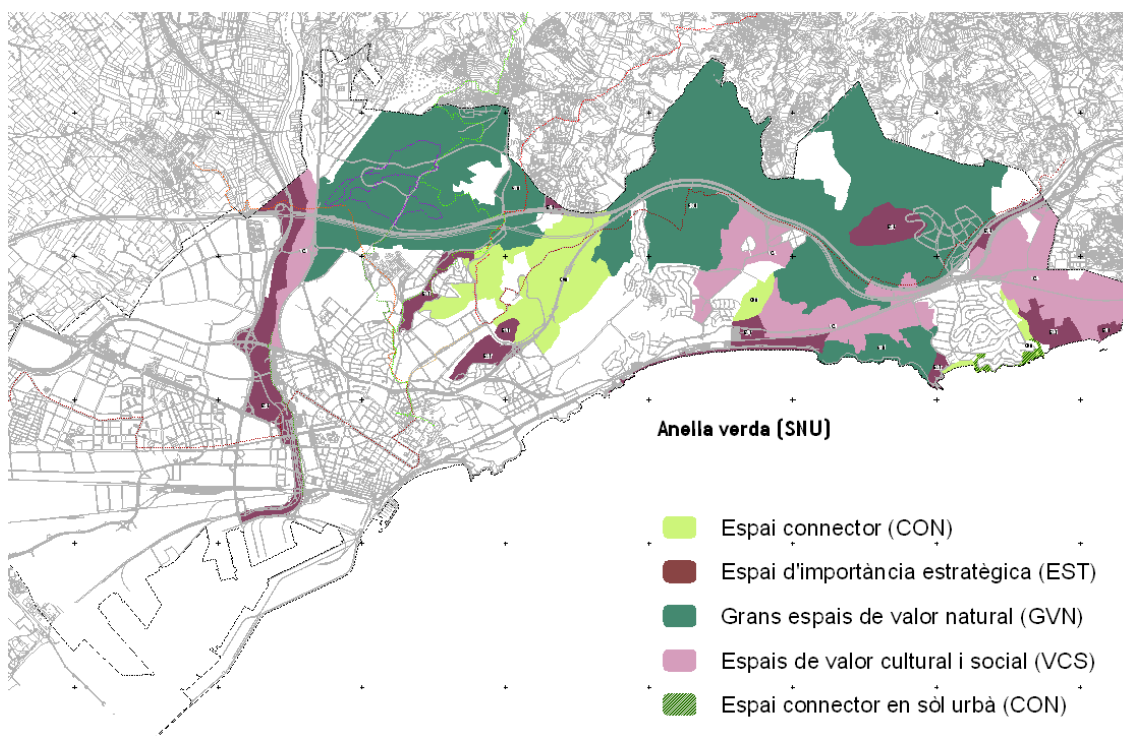 Anella verda (SNU)
Espai connector (CON)
Espai d'importància estratègica (EST)
Grans espais de valor natural (GVN)
Espais de valor cultural i social (VCS)
Espai connector en sòl urbà (CON)